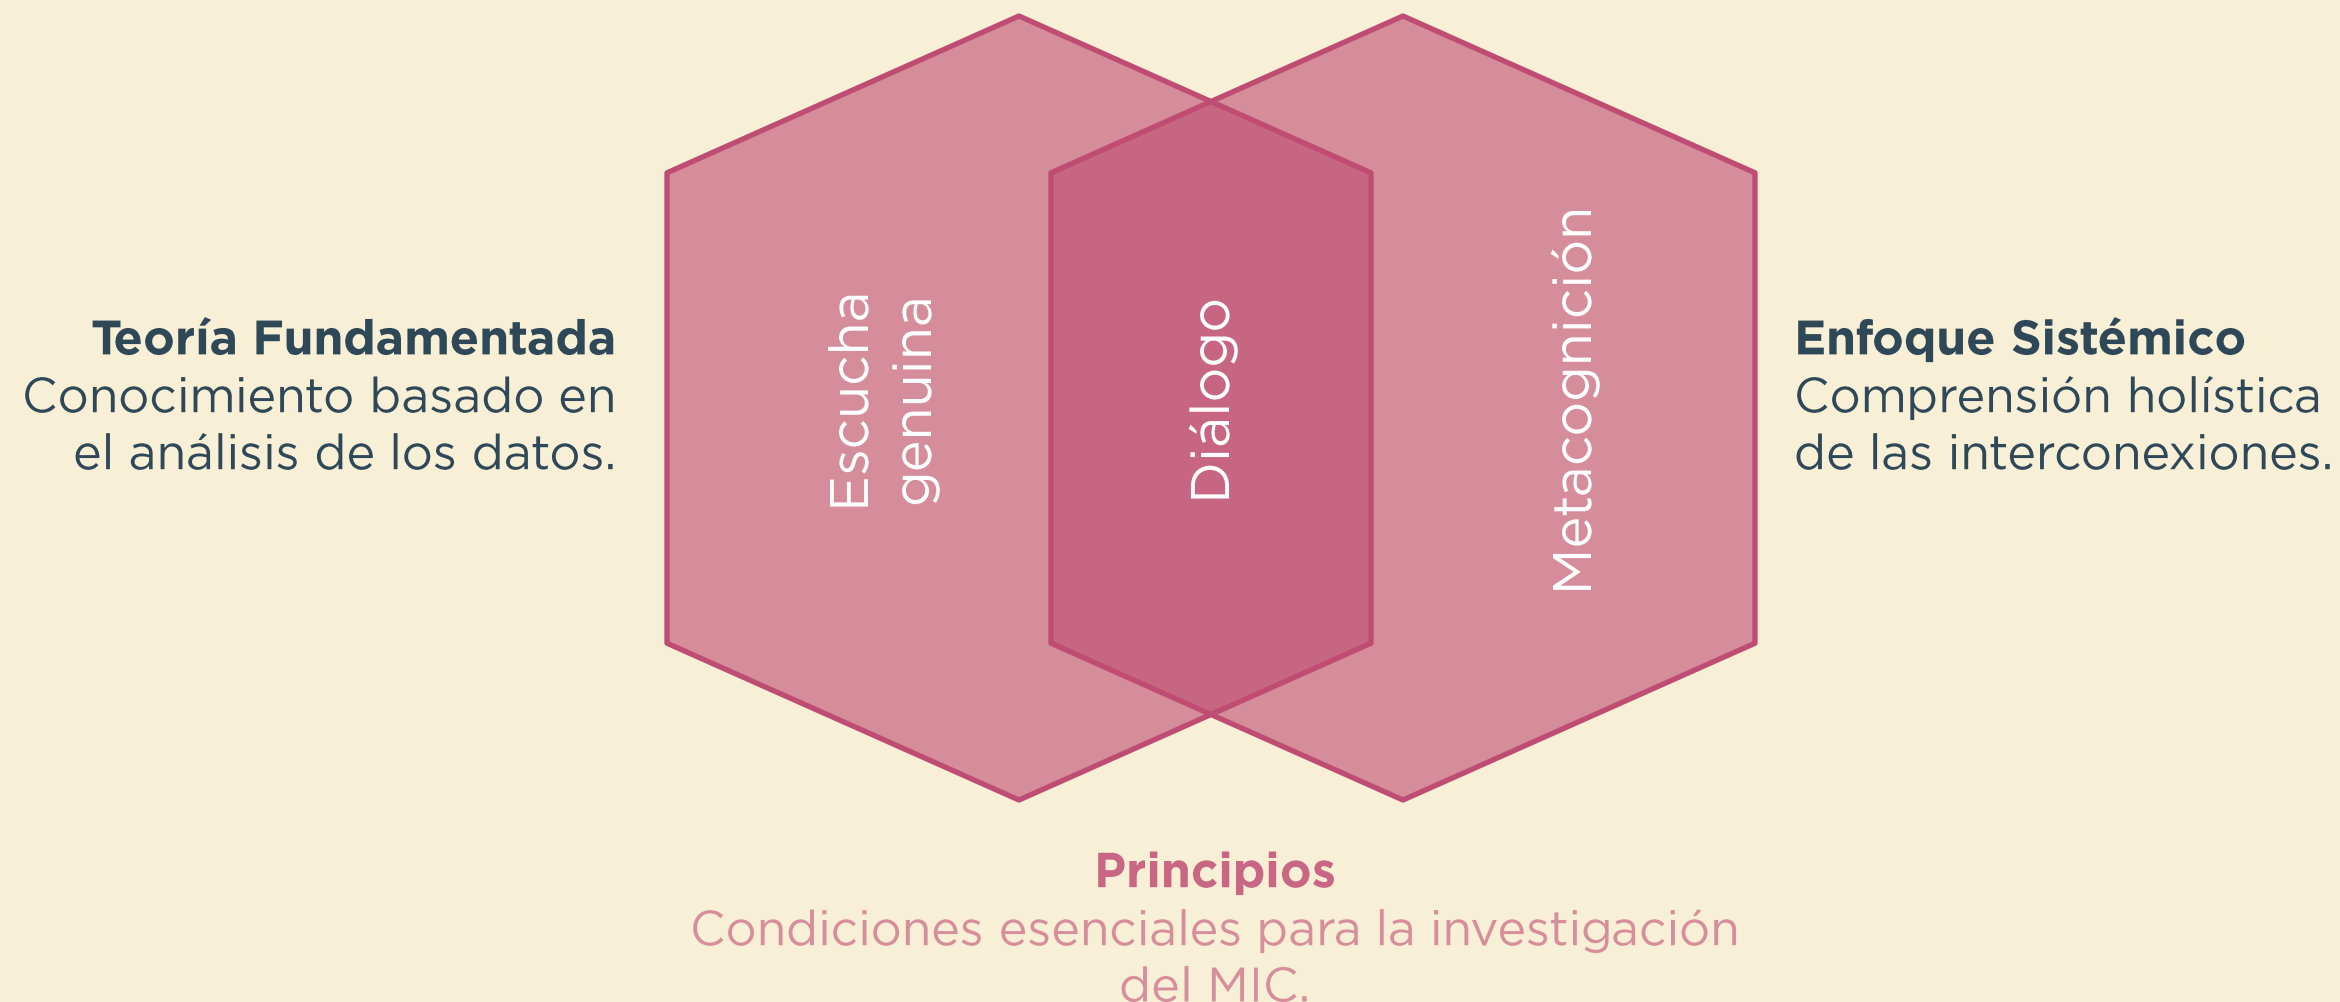 Teoría Fundamentada
Conocimiento basado en
el análisis de los datos.
Escucha
genuina
Diálogo
Metacognición
Enfoque Sistémico
Comprensión holística
de las interconexiones.
Principios
Condiciones esenciales para la investigación
del MIC.